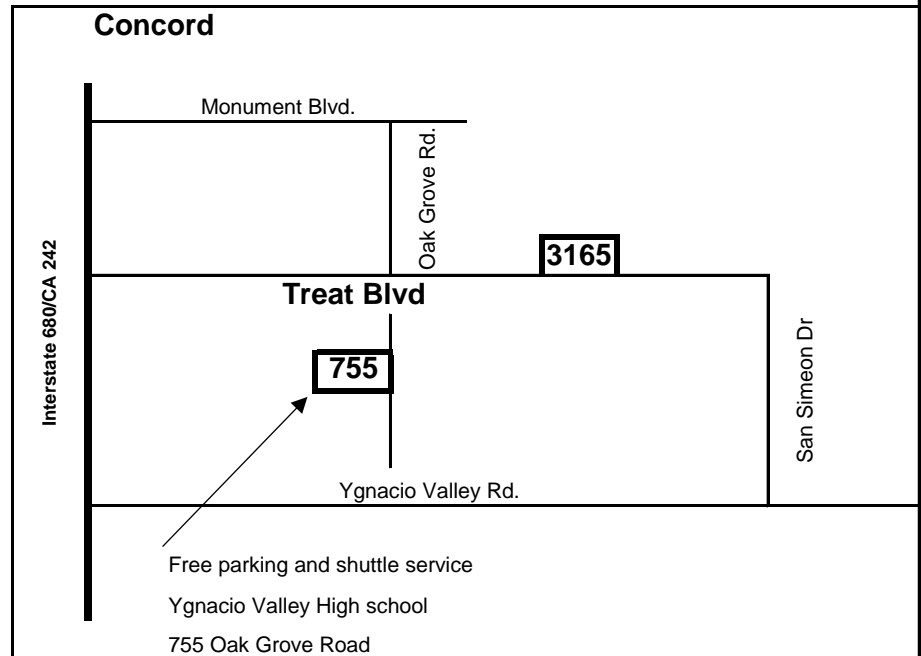 Concord
Monument Blvd.
Oak Grove Rd.
Interstate 680/CA 242
3165
Treat Blvd
755
San Simeon Dr
Ygnacio Valley Rd.
Free parking and shuttle service
Ygnacio Valley High school
755 Oak Grove Road